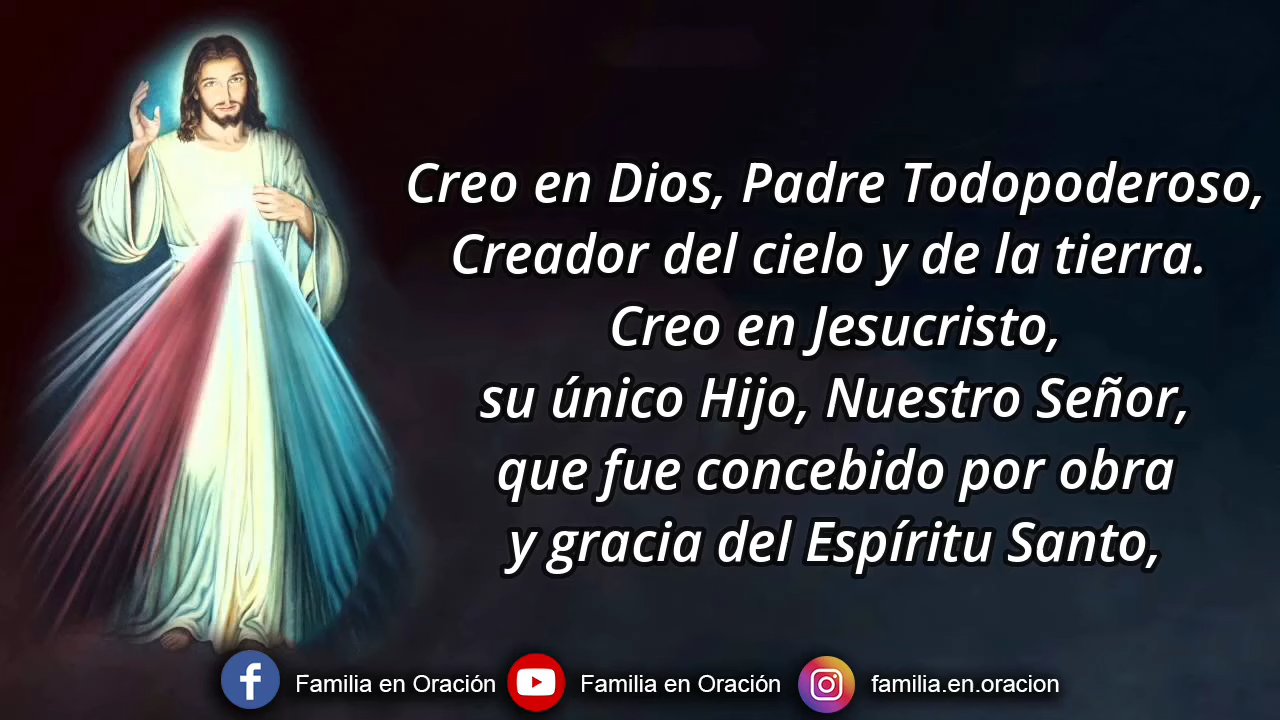 Creo en Dios, Padre Todopoderoso,
Creador del cielo y de la tierra.
Creo en Jesucristo,
su único Hijo, Nuestro Señor,
que fue concebido por obra
y gracia del Espíritu Santo,
Familia en Oración Familia en Oración familia.en.oracion